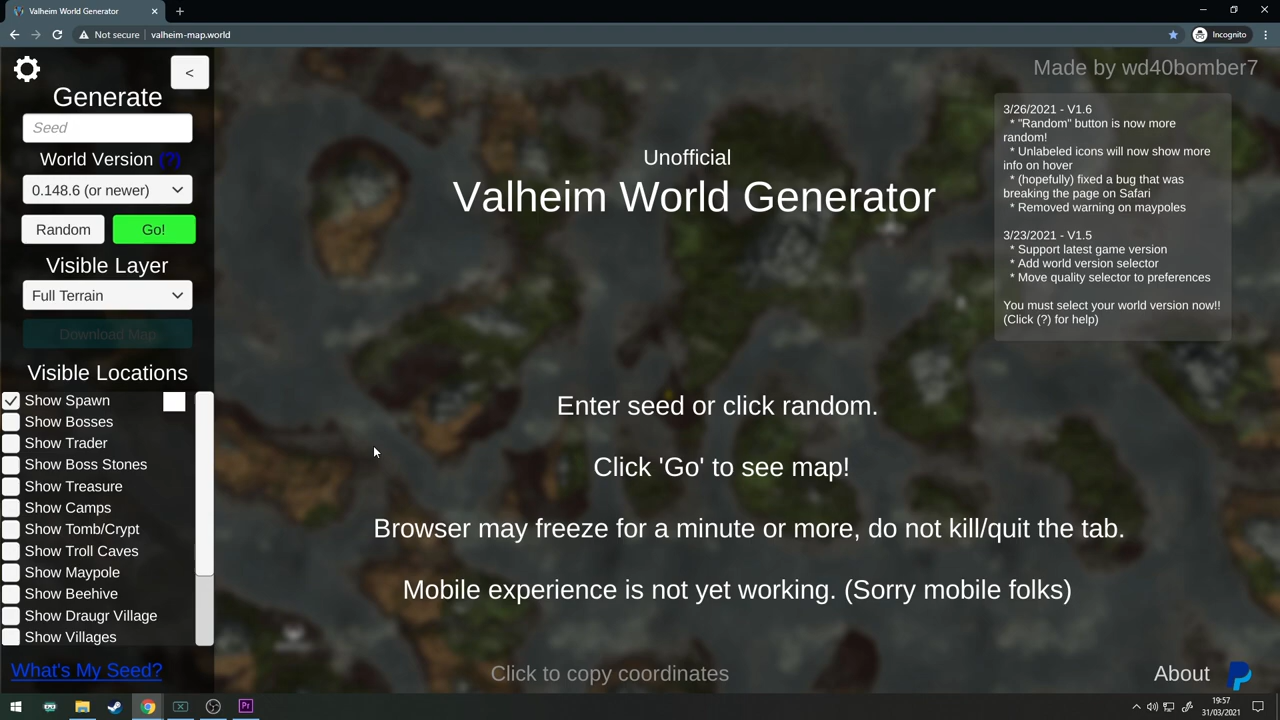 Valheim World Generator
Not secure
valheim-map.world
Incognito
<
Generate
Seed
World Version (?)
0.148.6 (or newer)
Random
Go!
Visible Layer
Full Terrain
Download Map
Visible Locations
Show Spawn
Show Bosses
Show Trader
Show Boss Stones
Show Treasure
Show Camps
Show Tomb/Crypt
Show Troll Caves
Show Maypole
Show Beehive
Show Draugr Village
Show Villages
What's My Seed?
Unofficial
Valheim World Generator
Enter seed or click random.
Click 'Go' to see map!
Browser may freeze for a minute or more, do not kill/quit the tab.
Mobile experience is not yet working. (Sorry mobile folks)
Click to copy coordinates
Made by wd40bomber7
3/26/2021 - V1.6
* "Random" button is now more
random!
* Unlabeled icons will now show more
info on hover
* (hopefully) fixed a bug that was
breaking the page on Safari
* Removed warning on maypoles
3/23/2021 - V1.5
* Support latest game version
* Add world version selector
* Move quality selector to preferences
You must select your world version now!!
(Click (?) for help)
About
Pr
19:57
31/03/2021